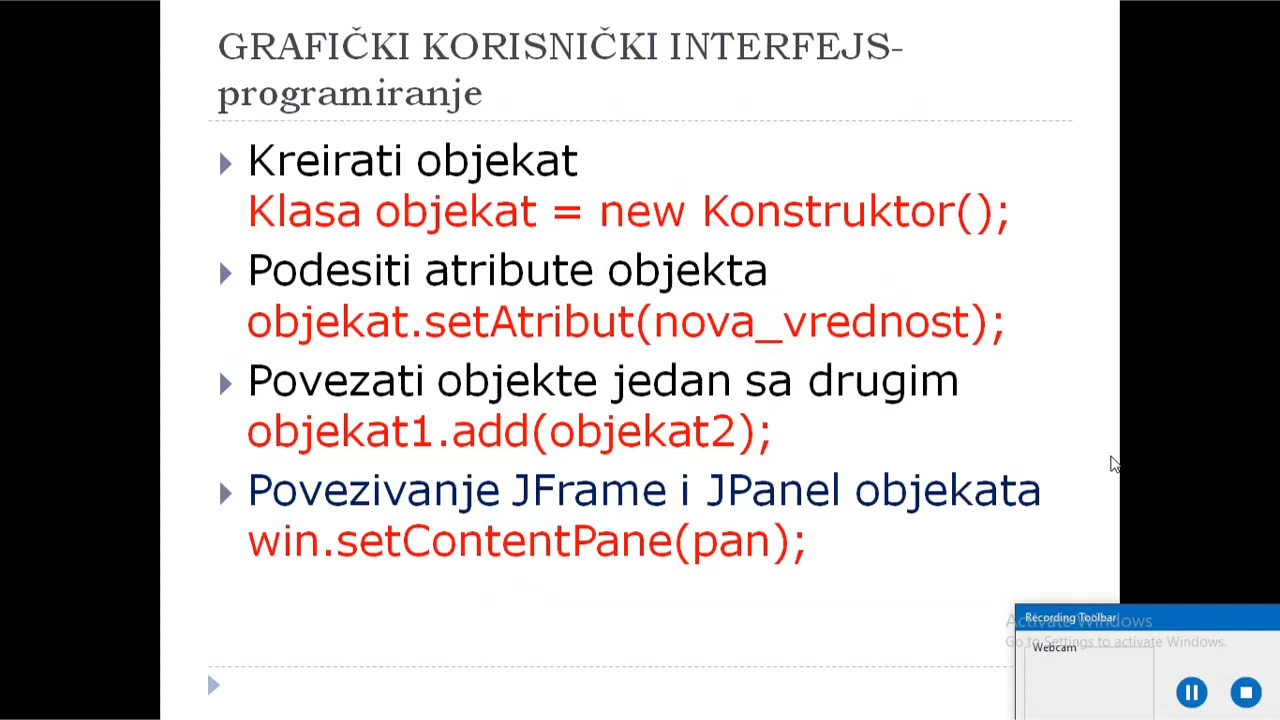 GRAFIČKI KORISNIČKI INTERFEJS-
programiranje
Kreirati objekat
Klasa objekat = new Konstruktor();
Podesiti atribute objekta
objekat.setAtribut(nova_vrednost);
Povezati objekte jedan sa drugim
objekat1.add(objekat2);
Povezivanje JFrame i JPanel objekata
win.setContentPane(pan);
Recording Toolbar
Activate Windows
Go to Settings to activate Windows.
Webcam